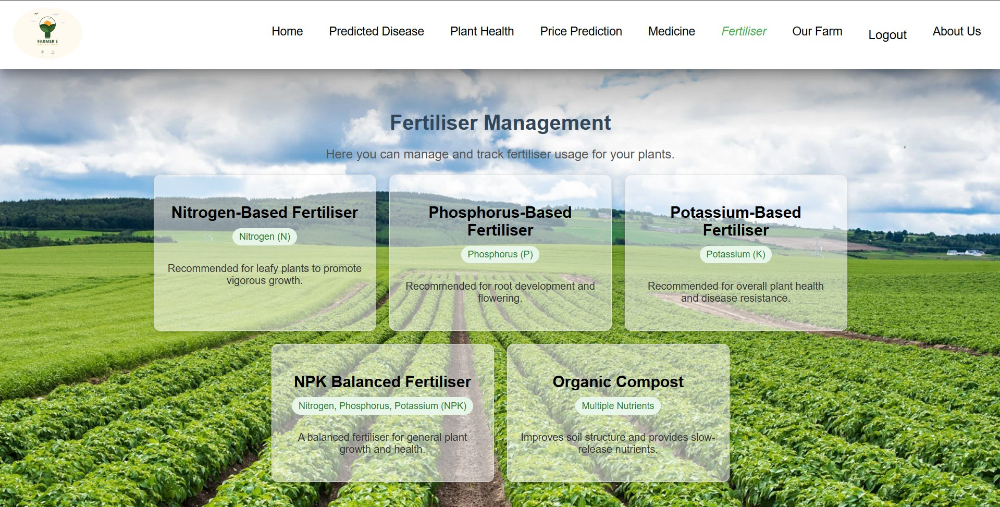 FARMER'S
SOLUTIONS
Home
Predicted Disease
Plant Health
Price Prediction
Medicine
Fertiliser
Our Farm
Logout
About Us
Fertiliser Management
Here you can manage and track fertiliser usage for your plants.
Nitrogen-Based Fertiliser
Nitrogen (N)
Recommended for leafy plants to promote
vigorous growth.
Phosphorus-Based
Fertiliser
Phosphorus (P)
Recommended for root development and
flowering.
Potassium-Based
Fertiliser
Potassium (K)
Recommended for overall plant health
and disease resistance.
NPK Balanced Fertiliser
Nitrogen, Phosphorus, Potassium (NPK)
A balanced fertiliser for general plant
growth and health.
Organic Compost
Multiple Nutrients
Improves soil structure and provides slow-
release nutrients.